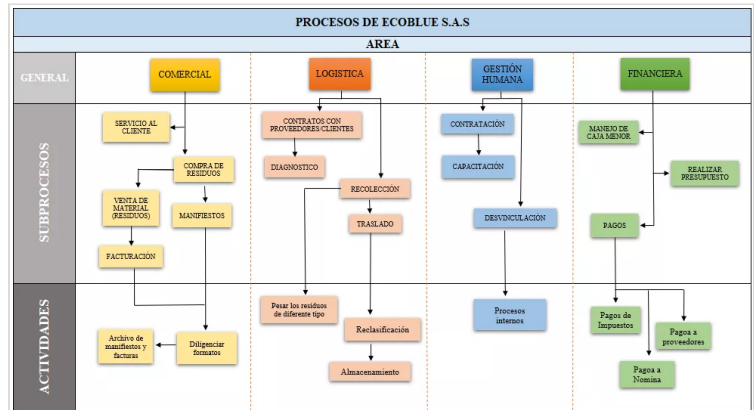 PROCESOS DE ECOBLUE S.A.S
AREA
GENERAL
COMERCIAL
LOGISTICA
GESTIÓN
HUMANA
FINANCIERA
SUBPROCESOS
SERVICIO AL
CLIENTE
COMPRA DE
RESIDUOS
VENTA DE
MATERIAL
(RESIDUOS)
MANIFIESTOS
FACTURACIÓN
CONTRATOS CON
PROVEEDORES/CLIENTES
DIAGNOSTICO
RECOLECCIÓN
TRASLADO
CONTRATACIÓN
CAPACITACIÓN
DESVINCULACIÓN
MANEJO DE
CAJA MENOR
REALIZAR
PRESUPUESTO
PAGOS
ACTIVIDADES
Archivo de
manifiestos y
facturas
Diligenciar
formatos
Pesar los residuos
de diferente tipo
Reclasificación
Almacenamiento
Procesos
internos
Pagos de
Impuestos
Pagoa a
proveedores
Pagoa a
Nomina